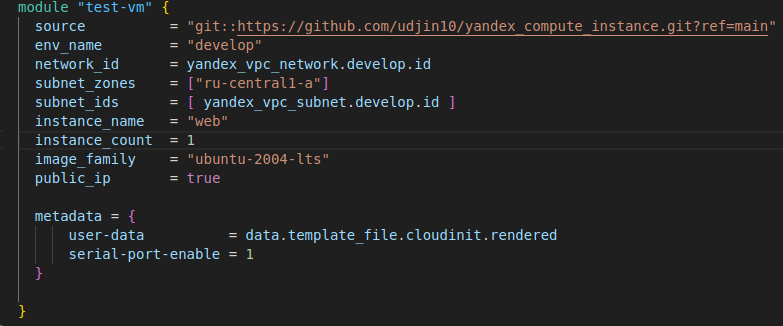 module "test-vm" {
  source          = "git::https://github.com/udjin10/yandex_compute_instance.git?ref=main"
  env_name        = "develop"
  network_id      = yandex_vpc_network.develop.id
  subnet_zones    = ["ru-central1-a"]
  subnet_ids      = [ yandex_vpc_subnet.develop.id ]
  instance_name   = "web"
  instance_count  = 1
  image_family    = "ubuntu-2004-lts"
  public_ip       = true
  metadata = {
      user-data          = data.template_file.cloudinit.rendered
      serial-port-enable = 1
  }
}